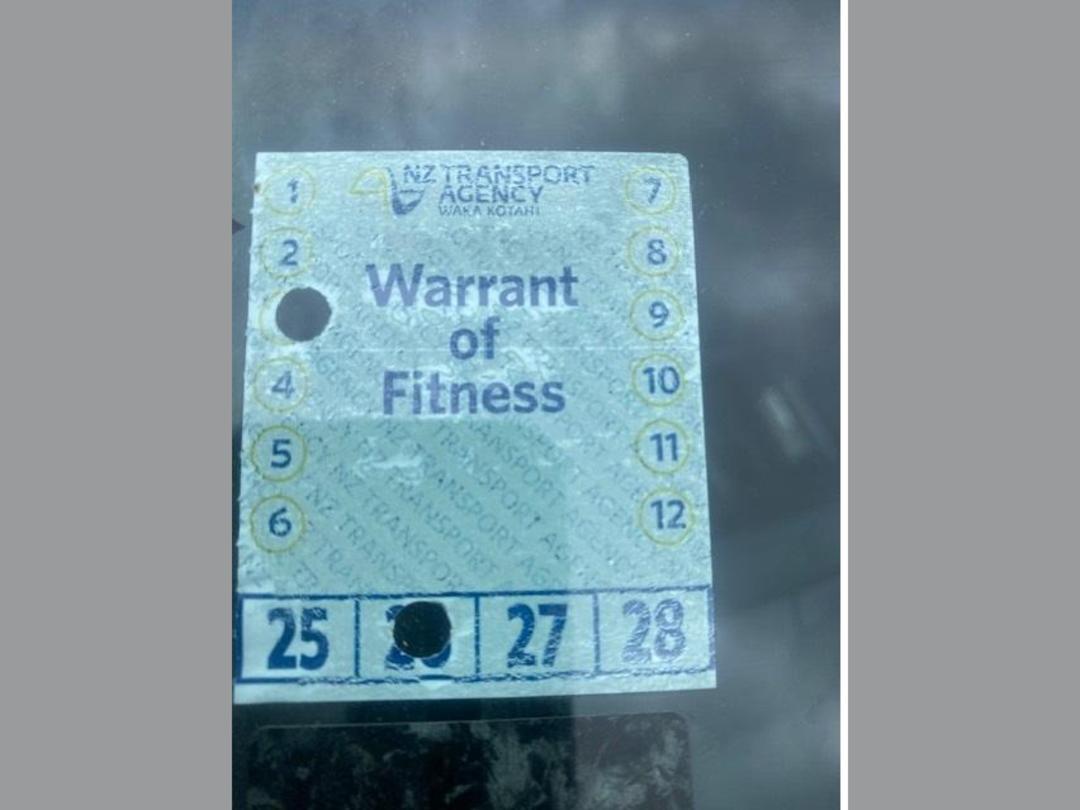 NZ TRANSPORT
AGENCY
WAKA KOTAHI
1
7
2
8
Warrant
of
Fitness
9
4
10
5
11
6
12
25
27
28